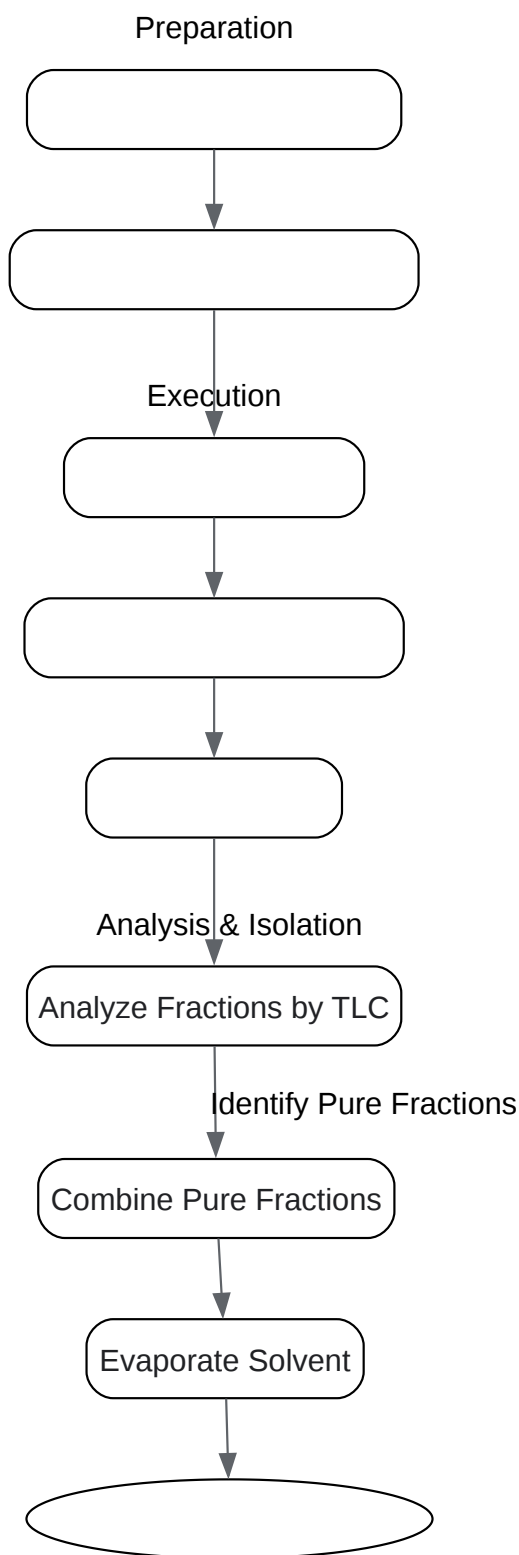 Preparation
Execution
Analysis & Isolation
Analyze Fractions by TLC
Identify Pure Fractions
Combine Pure Fractions
Evaporate Solvent